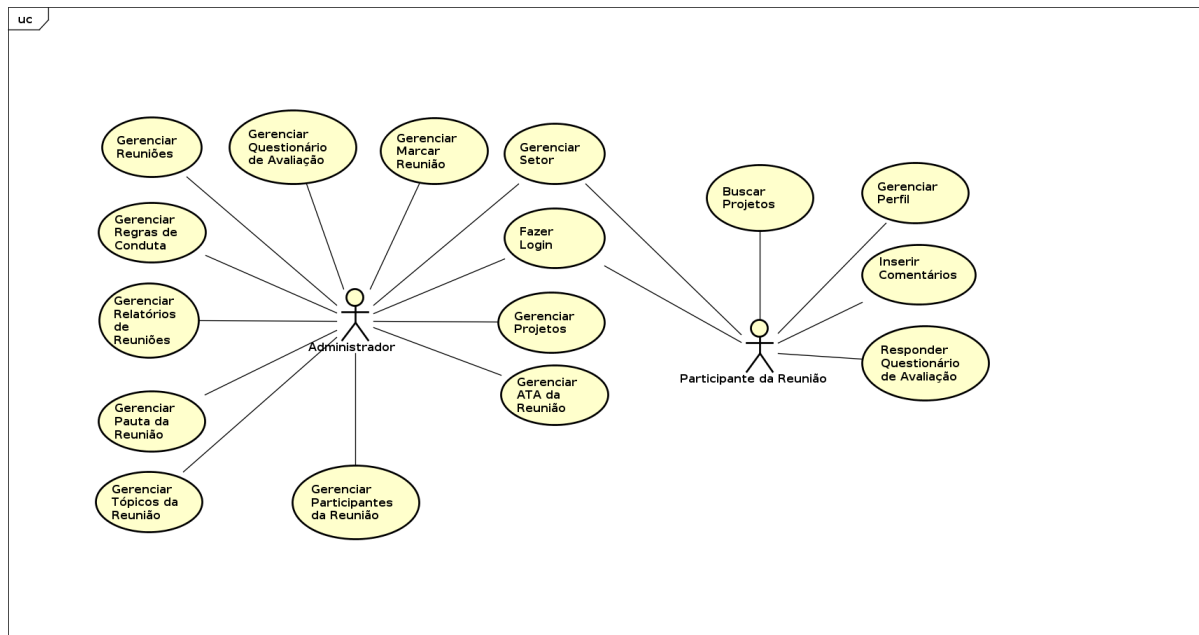 uc
Gerenciar
Reuniões
Gerenciar
Questionário
de Avaliação
Gerenciar
Marcar
Reunião
Gerenciar
Setor
Buscar
Projetos
Gerenciar
Perfil
Gerenciar
Regras de
Conduta
Fazer
Login
Inserir
Comentários
Gerenciar
Relatórios
de
Reuniões
Administrador
Gerenciar
Projetos
Participante da Reunião
Responder
Questionário
de Avaliação
Gerenciar
Pauta da
Reunião
Gerenciar
ATA da
Reunião
Gerenciar
Tópicos da
Reunião
Gerenciar
Participantes
da Reunião